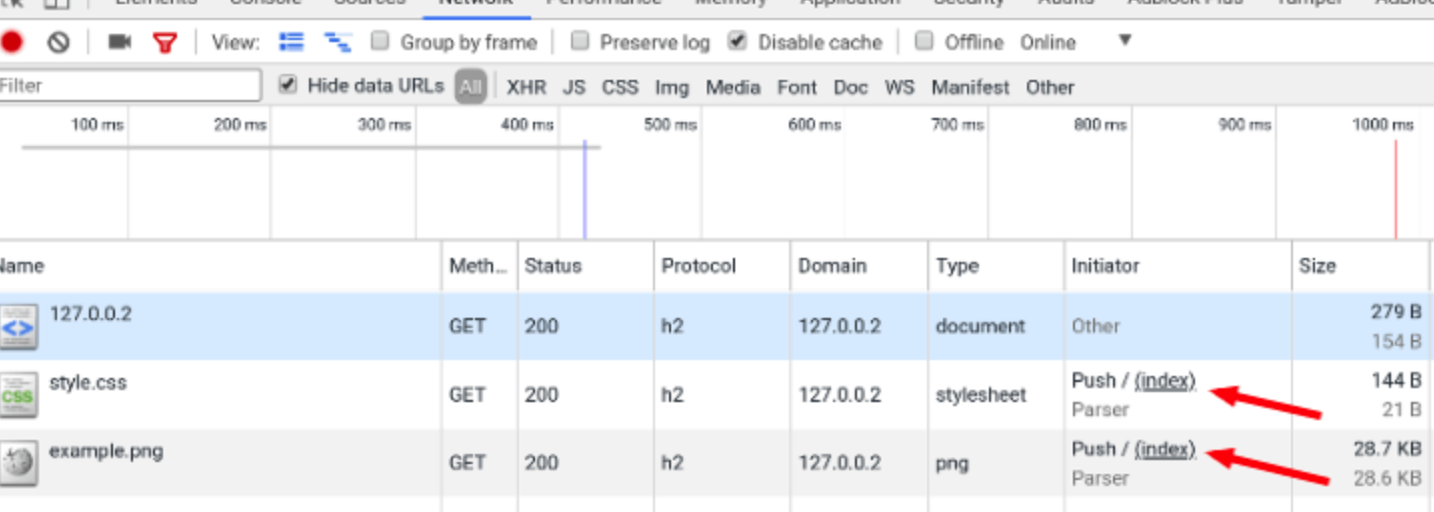 Elements Console Sources Network Performance Memory Application Security Audits Adblock Plus Tamper
View: Group by frame Preserve log Disable cache Offline Online
Filter Hide data URLs All XHR JS CSS Img Media Font Doc WS Manifest Other
100 ms 200 ms 300 ms 400 ms 500 ms 600 ms 700 ms 800 ms 900 ms 1000 ms
Name Meth... Status Protocol Domain Type Initiator Size
127.0.0.2 GET 200 h2 127.0.0.2 document Other 279 B
154 B
style.css GET 200 h2 127.0.0.2 stylesheet Push / (index) 144 B
CSS Parser 21 B
example.png GET 200 h2 127.0.0.2 png Push / (index) 28.7 KB
Parser 28.6 KB